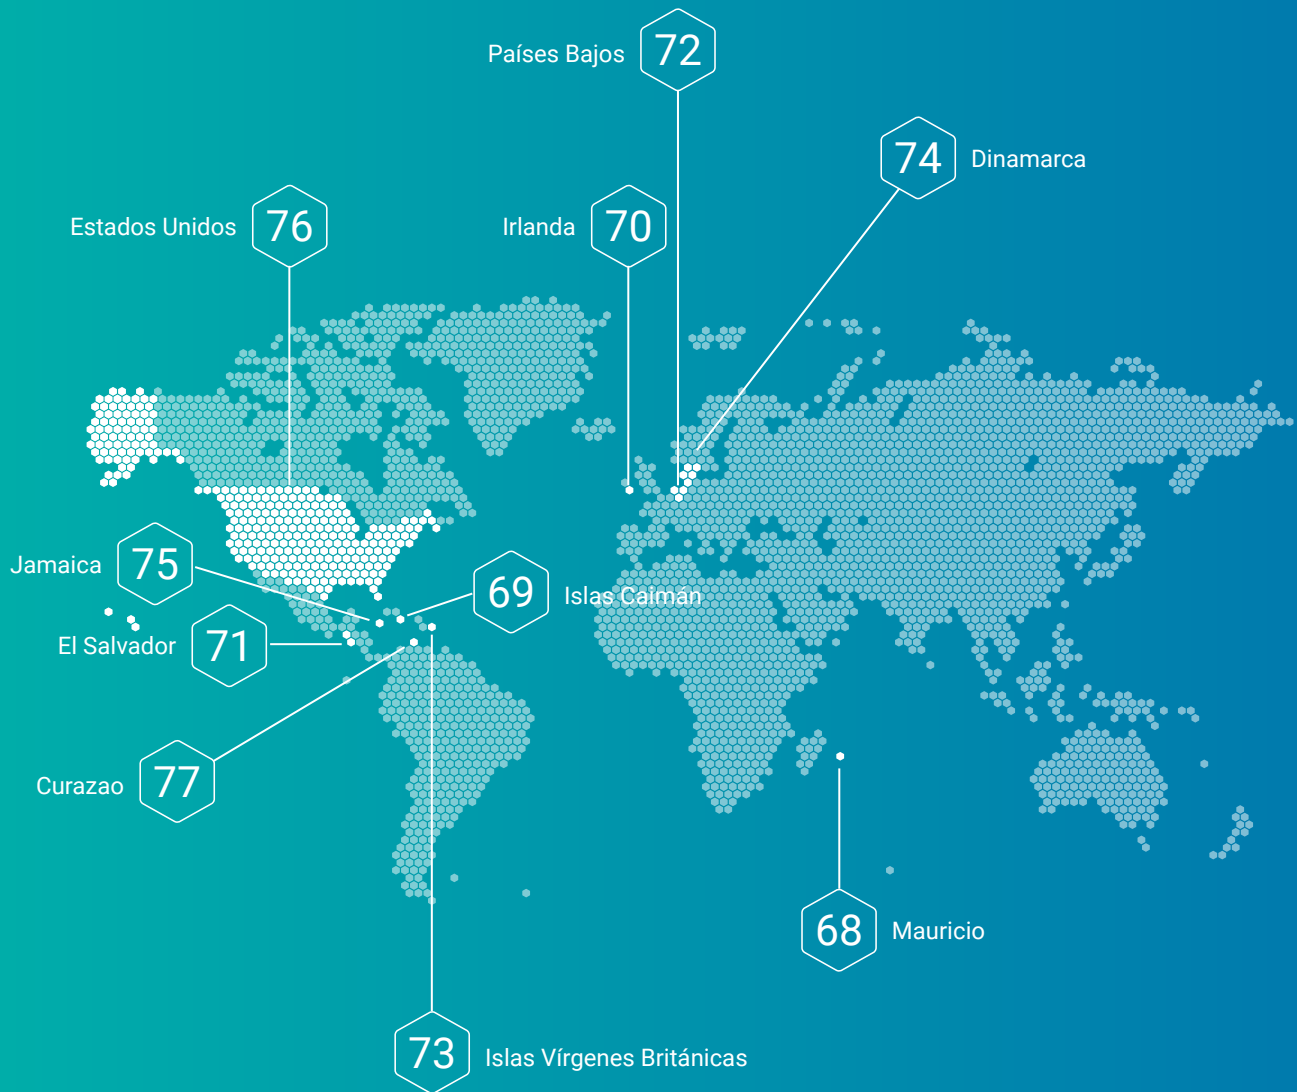 Países Bajos 72
74 Dinamarca
Estados Unidos 76
Irlanda 70
Jamaica 75
69 Islas Caimán
El Salvador 71
Curazao 77
68 Mauricio
73 Islas Vírgenes Británicas